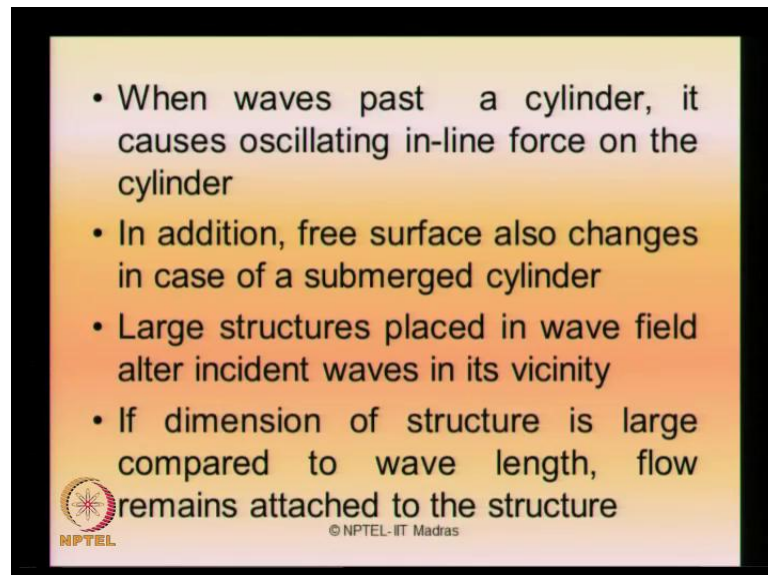 • When waves past a cylinder, it
causes oscillating in-line force on the
cylinder
• In addition, free surface also changes
in case of a submerged cylinder
• Large structures placed in wave field
alter incident waves in its vicinity
• If dimension of structure is large
compared to wave length, flow
remains attached to the structure
NPTEL
© NPTEL-IIT Madras